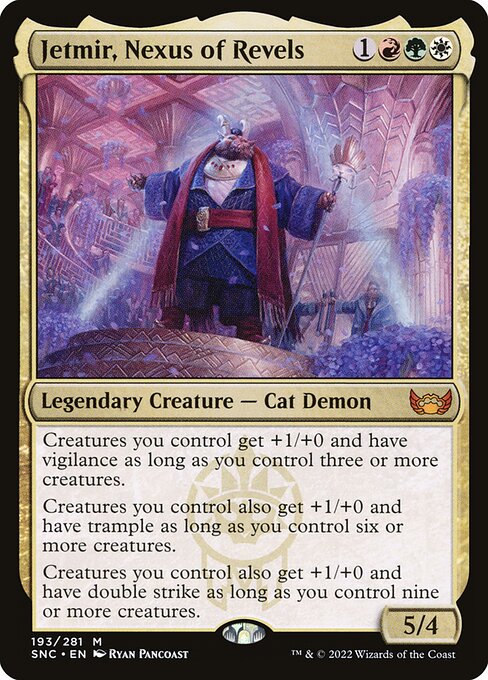 Jetmir, Nexus of Revels 1
Legendary Creature — Cat Demon
Creatures you control get +1/+0 and have
vigilance as long as you control three or more
creatures.
Creatures you control also get +1/+0 and
have trample as long as you control six or
more creatures.
Creatures you control also get +1/+0 and
have double strike as long as you control nine
or more creatures.
5/4
193/281 M
SNC • EN Ryan Pancoast ™ & © 2022 Wizards of the Coast